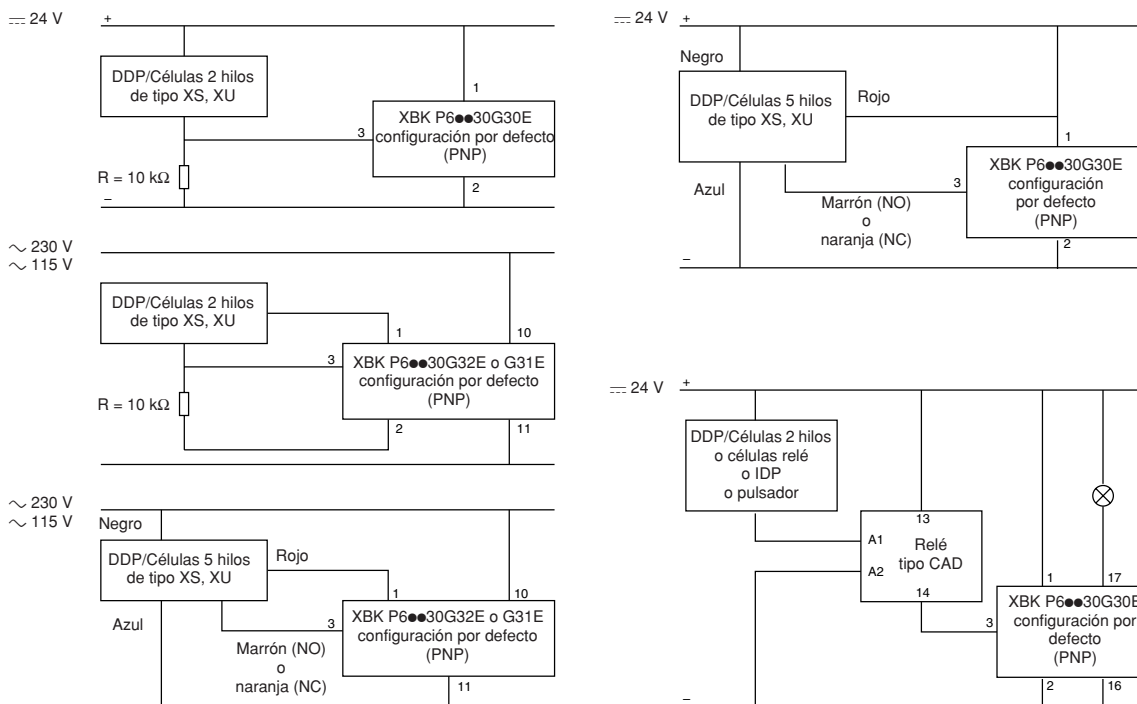 ⎓ 24 V
+
DDP/Células 2 hilos
de tipo XS, XU
1
3
XBK P6●●30G30E
configuración por defecto
(PNP)
R = 10 kΩ
2
–
∼ 230 V
∼ 115 V
DDP/Células 2 hilos
de tipo XS, XU
1
10
3
XBK P6●●30G32E o G31E
configuración por defecto
(PNP)
R = 10 kΩ
2
11
∼ 230 V
∼ 115 V
Negro
DDP/Células 5 hilos
de tipo XS, XU
Rojo
1
10
Azul
3
XBK P6●●30G32E o G31E
configuración por defecto
(PNP)
Marrón (NO)
o
naranja (NC)
11
⎓ 24 V
+
Negro
DDP/Células 5 hilos
de tipo XS, XU
Rojo
1
Azul
3
XBK P6●●30G30E
configuración
por defecto
(PNP)
Marrón (NO)
o
naranja (NC)
2
–
⎓ 24 V
+
DDP/Células 2 hilos
o células relé
o IDP
o pulsador
13
A1
Relé
tipo CAD
A2
14
1
17
3
XBK P6●●30G30E
configuración por
defecto
(PNP)
2
16
–